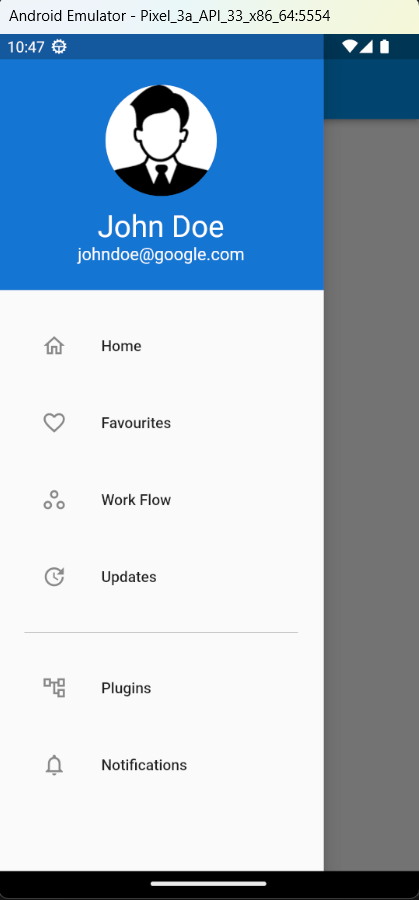 Android Emulator - Pixel_3a_API_33_x86_64:5554
10:47
John Doe
johndoe@google.com
Home
Favourites
Work Flow
Updates
Plugins
Notifications